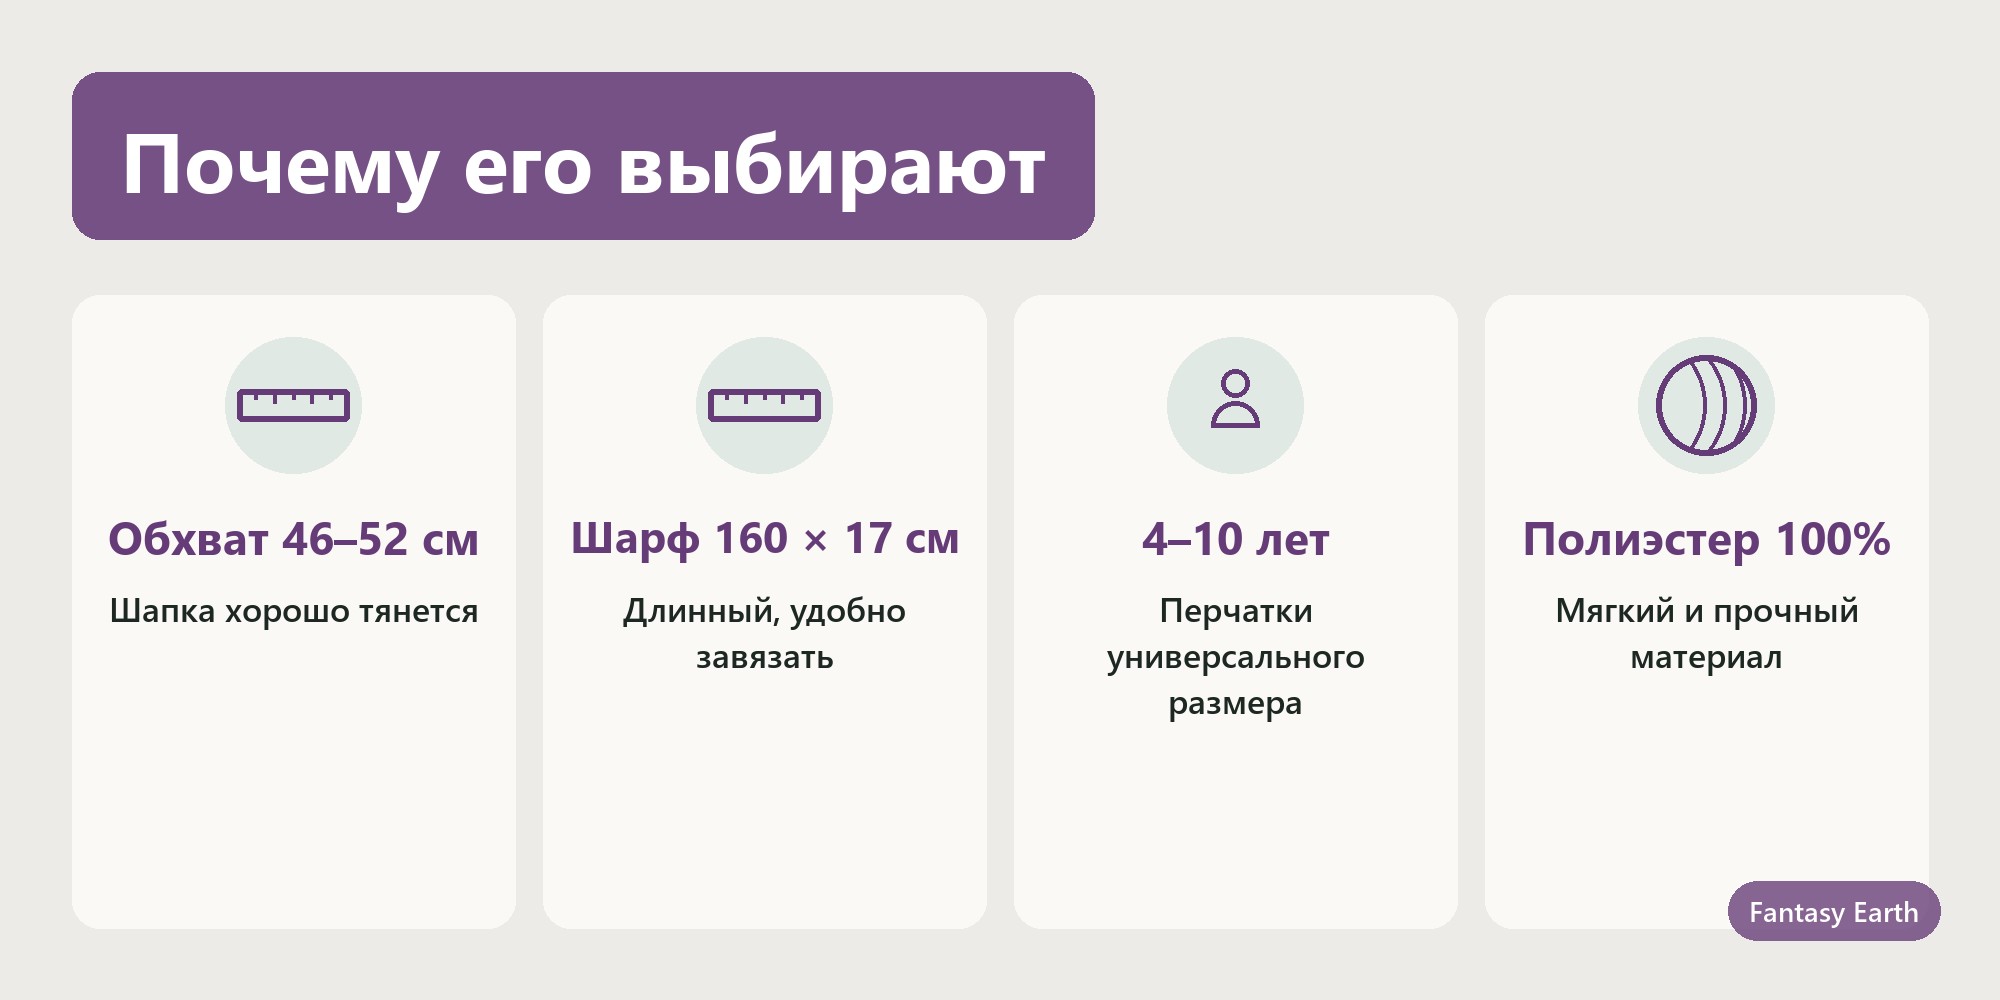 Почему его выбирают
Обхват 46–52 см
Шапка хорошо тянется
Шарф 160 × 17 см
Длинный, удобно
завязать
4–10 лет
Перчатки
универсального
размера
Полиэстер 100%
Мягкий и прочный
материал
Fantasy Earth